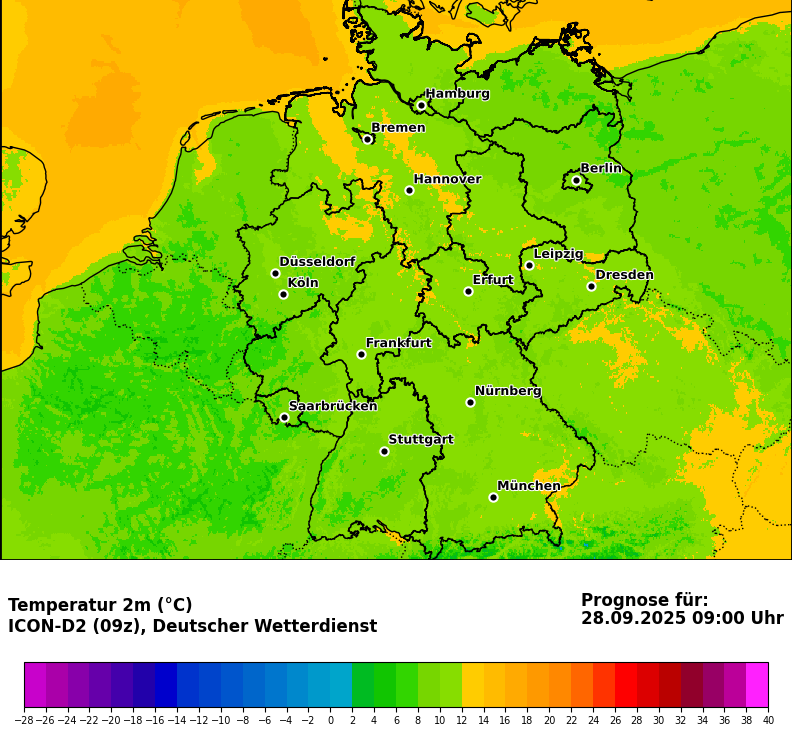 Hamburg
Bremen
Berlin
Hannover
Düsseldorf
Leipzig
Köln
Erfurt
Dresden
Frankfurt
Nürnberg
Saarbrücken
Stuttgart
München
Temperatur 2m (°C)
ICON-D2 (09z), Deutscher Wetterdienst
Prognose für:
28.09.2025 09:00 Uhr
−28 −26 −24 −22 −20 −18 −16 −14 −12 −10 −8 −6 −4 −2 0 2 4 6 8 10 12 14 16 18 20 22 24 26 28 30 32 34 36 38 40